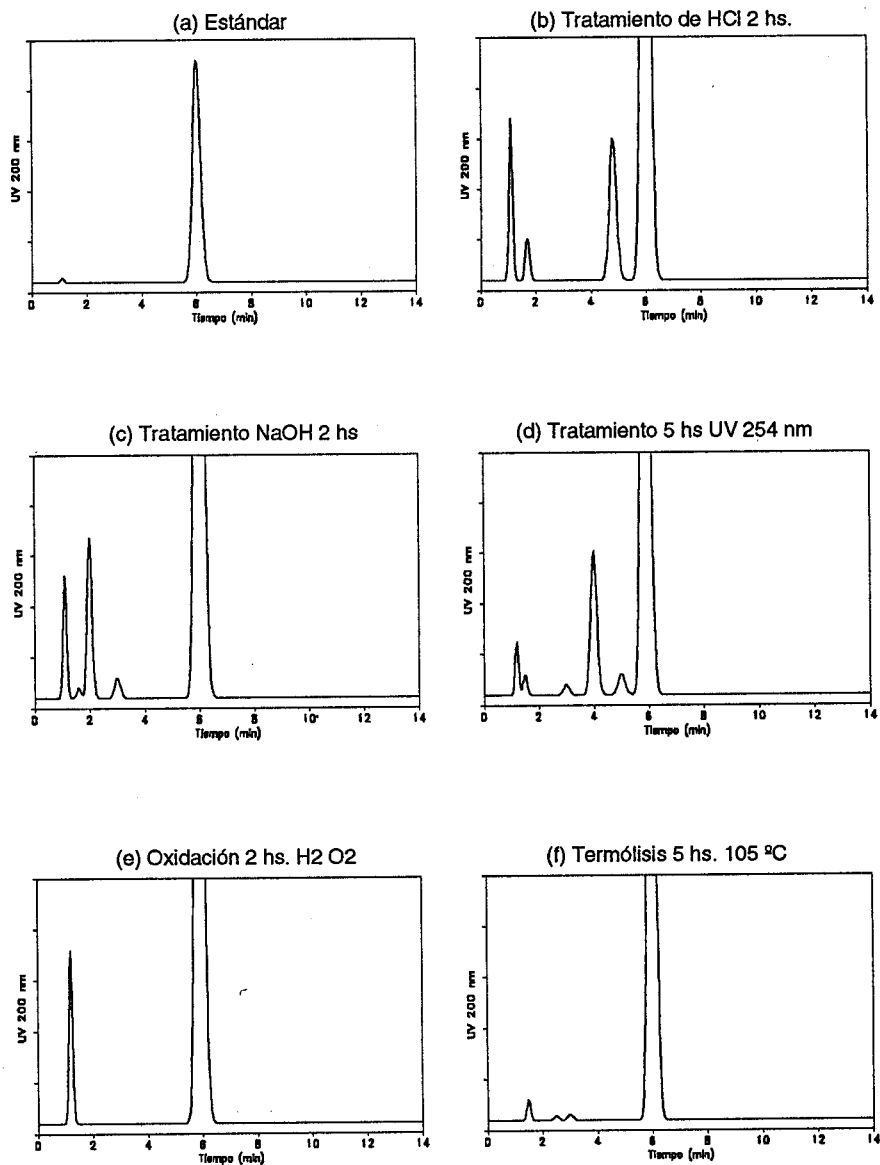 (a) Estándar
UV 200 nm
0 2 4 6 8 10 12 14
Tiempo (min)
(b) Tratamiento de HCl 2 hs.
UV 200 nm
0 2 4 6 8 10 12 14
Tiempo (min)
(c) Tratamiento NaOH 2 hs
UV 200 nm
0 2 4 6 8 10 12 14
Tiempo (min)
(d) Tratamiento 5 hs UV 254 nm
UV 200 nm
0 2 4 6 8 10 12 14
Tiempo (min)
(e) Oxidación 2 hs. H2 O2
UV 200 nm
0 2 4 6 8 10 12 14
Tiempo (min)
(f) Termólisis 5 hs. 105 ºC
UV 200 nm
0 2 4 6 8 10 12 14
Tiempo (min)